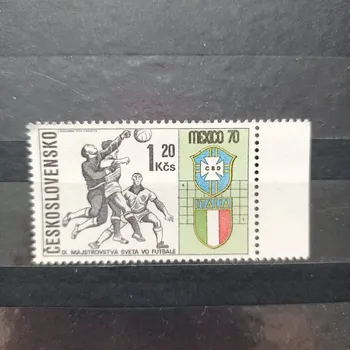 ČESKOSLOVENSKO
1 20
Kčs
MEXICO 70
CBD
ITALIA
IX. MAJSTROVSTVÁ SVETA VO FUTBALE